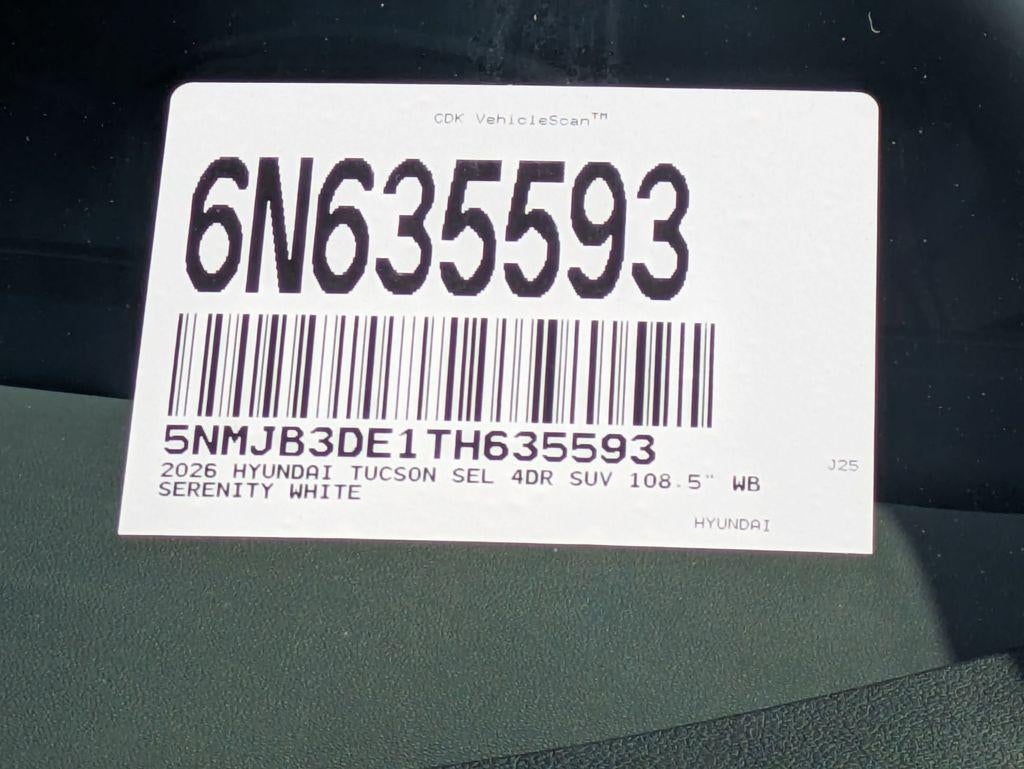 CDK VehicleScan™
6N635593
5NMJB3DE1TH635593
2026 HYUNDAI TUCSON SEL 4DR SUV 108.5" WB
SERENITY WHITE
J25
HYUNDAI